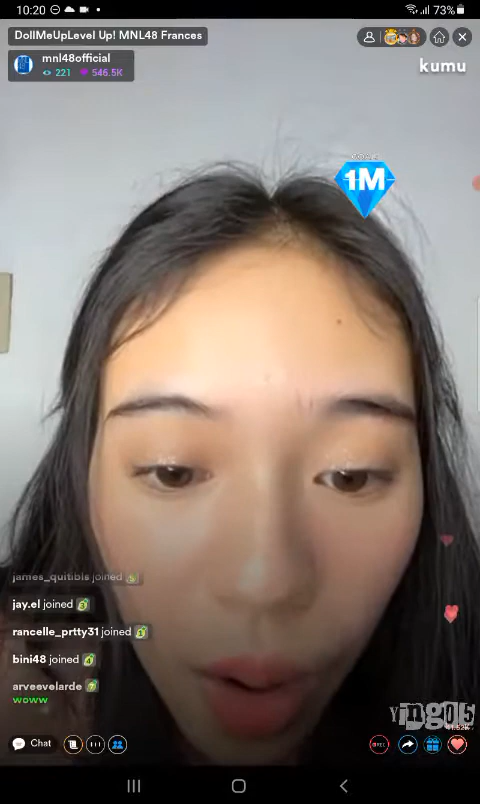 10:20
73%
DollMeUpLevel Up! MNL48 Frances
mnl48official
221 546.5K
kumu
1M
james_quitibls joined
jay.el joined
rancelle_prtty31 joined
bini48 joined
arveevelarde
woww
Chat